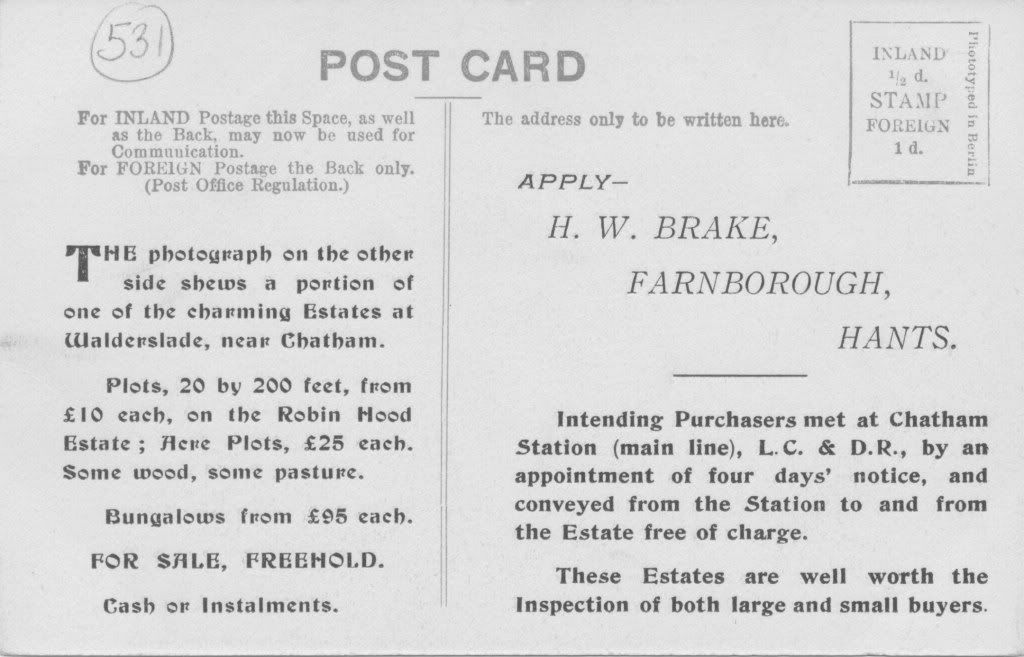 531
POST CARD
For INLAND Postage this Space, as well
as the Back, may now be used for
Communication.
For FOREIGN Postage the Back only.
(Post Office Regulation.)
THE photograph on the other
side shews a portion of
one of the charming Estates at
Walderslade, near Chatham.
Plots, 20 by 200 feet, from
£10 each, on the Robin Hood
Estate ; Acre Plots, £25 each.
Some wood, some pasture.
Bungalows from £95 each.
FOR SALE, FREEHOLD.
Cash or Instalments.
The address only to be written here.
INLAND
½ d.
STAMP
FOREIGN
1 d.
Phototyped in Berlin
APPLY—
H. W. BRAKE,
FARNBOROUGH,
HANTS.
Intending Purchasers met at Chatham
Station (main line), L.C. & D.R., by an
appointment of four days' notice, and
conveyed from the Station to and from
the Estate free of charge.
These Estates are well worth the
Inspection of both large and small buyers.